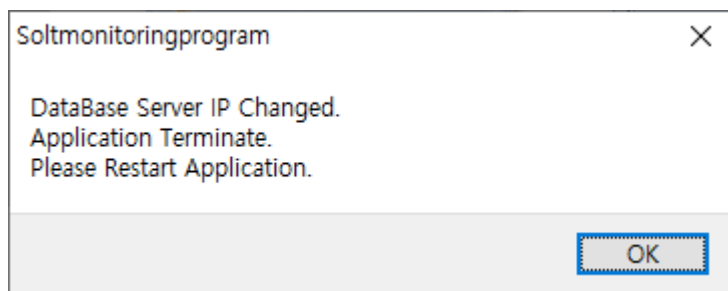 Soltmonitoringprogram
DataBase Server IP Changed.
Application Terminate.
Please Restart Application.
OK